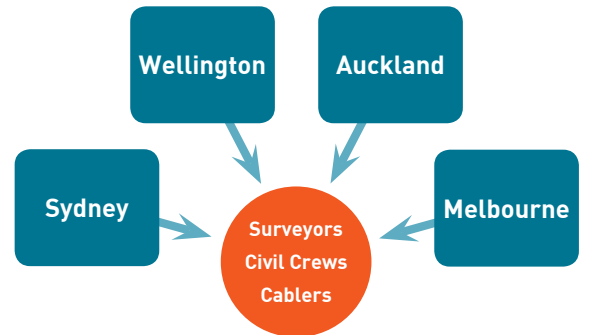 Wellington
Auckland
Sydney
Melbourne
Surveyors
Civil Crews
Cablers